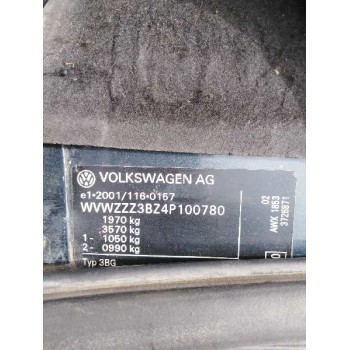 VOLKSWAGEN AG
e1*2001/116*0157
WVWZZZ3BZ4P100780
1970 kg
3570 kg
1- 1050 kg
2- 0990 kg
Typ 3BG
02
AWX 1853
3726871